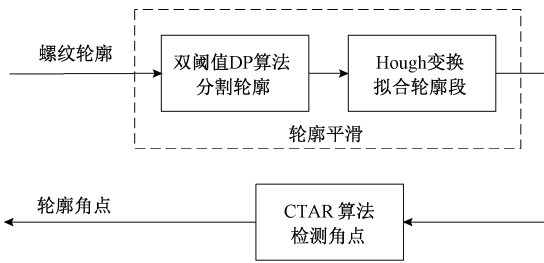 螺纹轮廓
双阈值DP算法
分割轮廓
Hough变换
拟合轮廓段
轮廓平滑
轮廓角点
CTAR 算法
检测角点